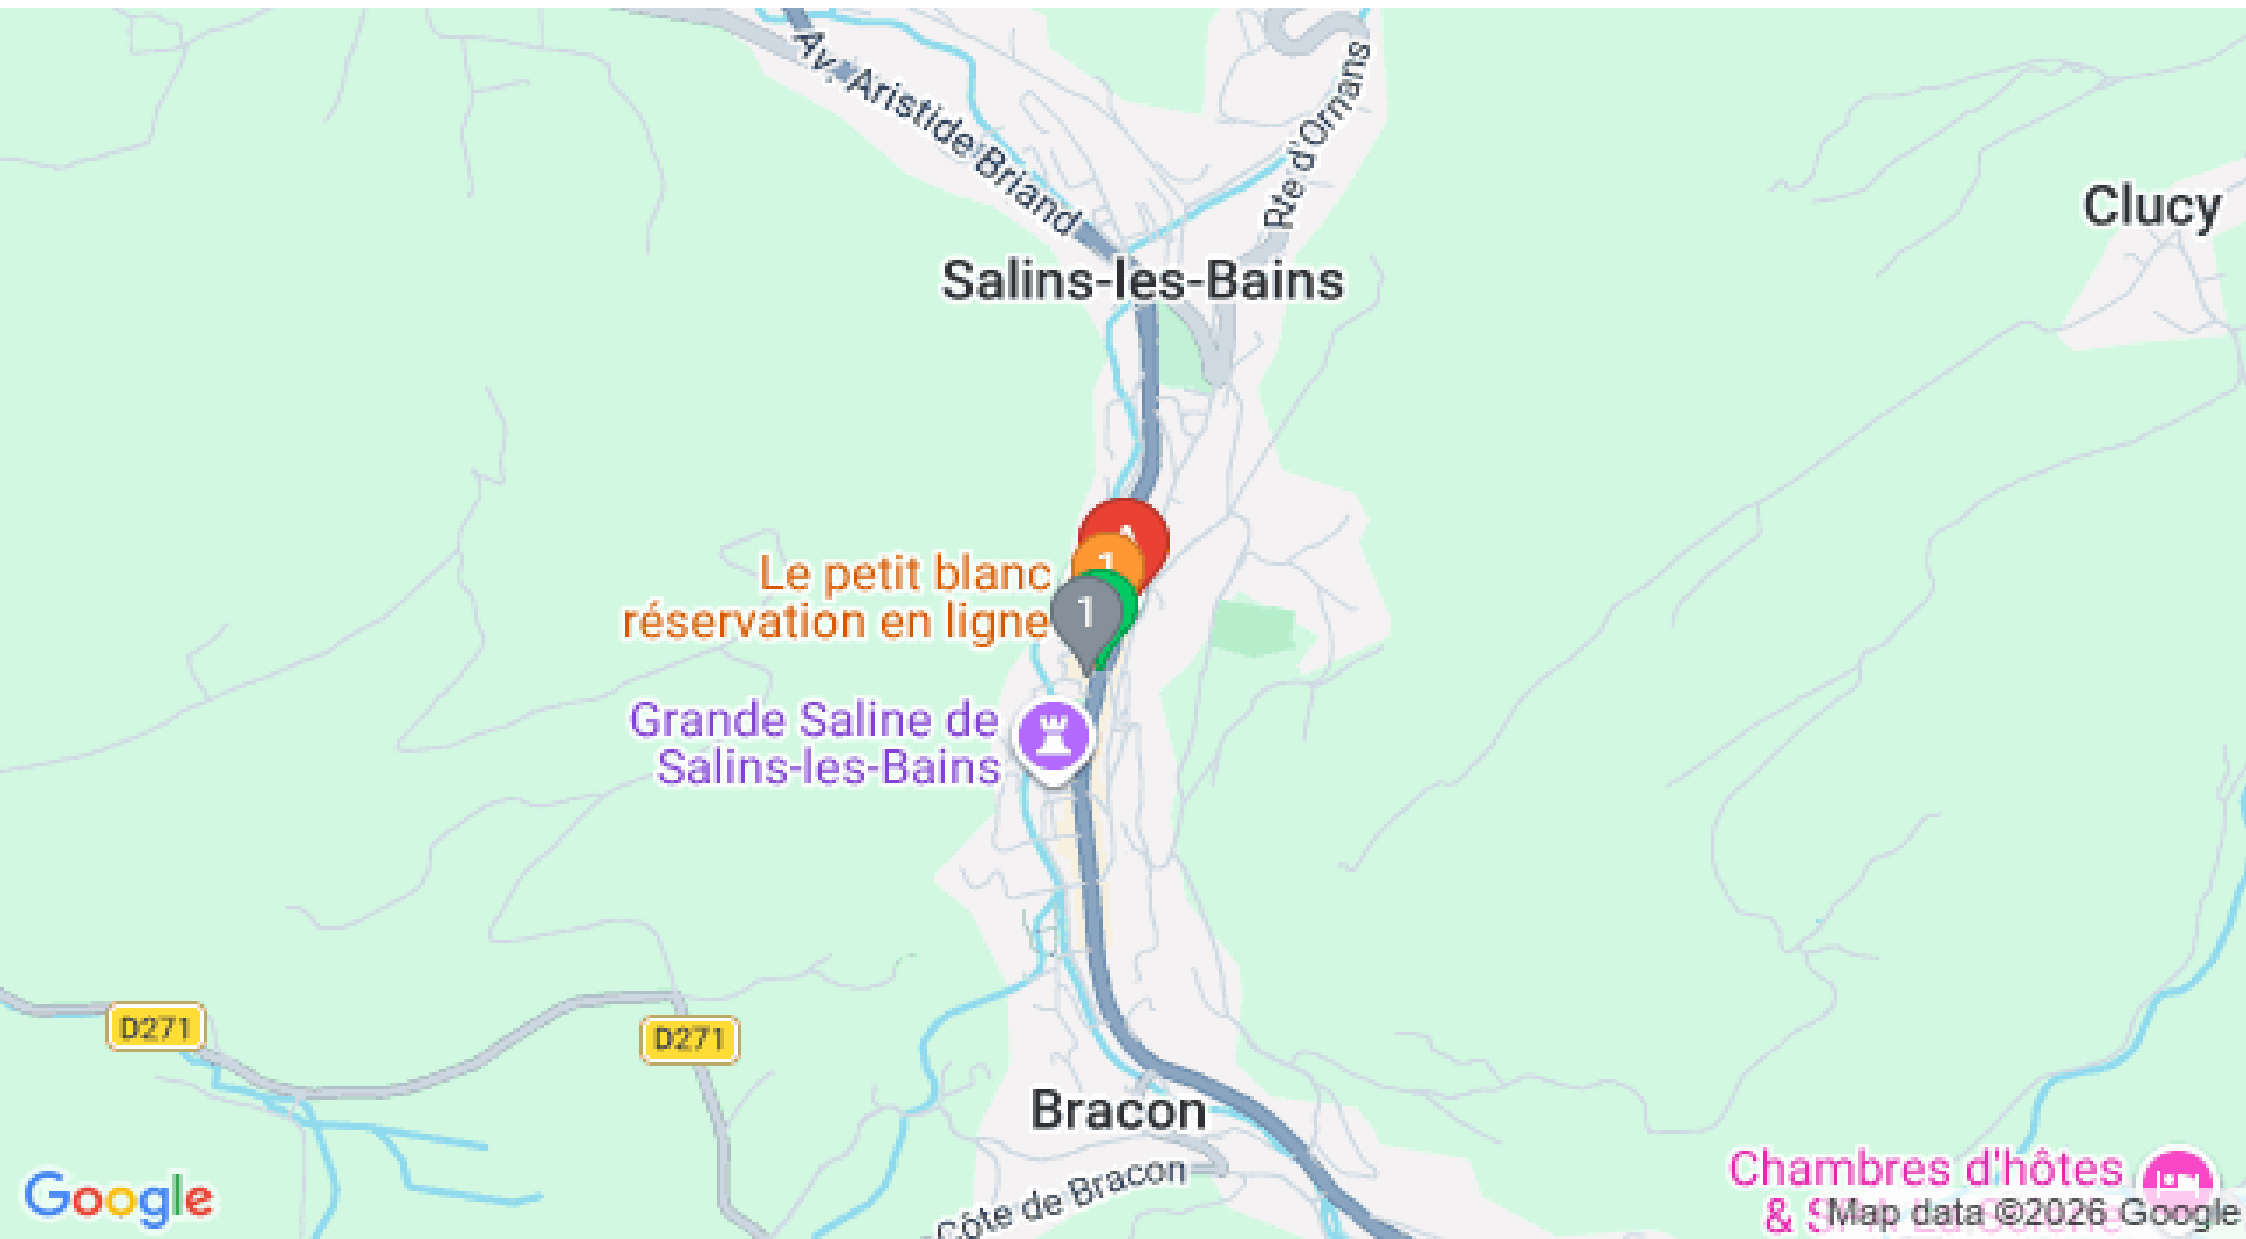 Av. Aristide Briand
Rte d'Ornans
Clucy
Salins-les-Bains
1
Le petit blanc
réservation en ligne
1
Grande Saline de
Salins-les-Bains
D271
D271
Bracon
Côte de Bracon
Chambres d'hôtes
&
Google
Map data ©2026 Google